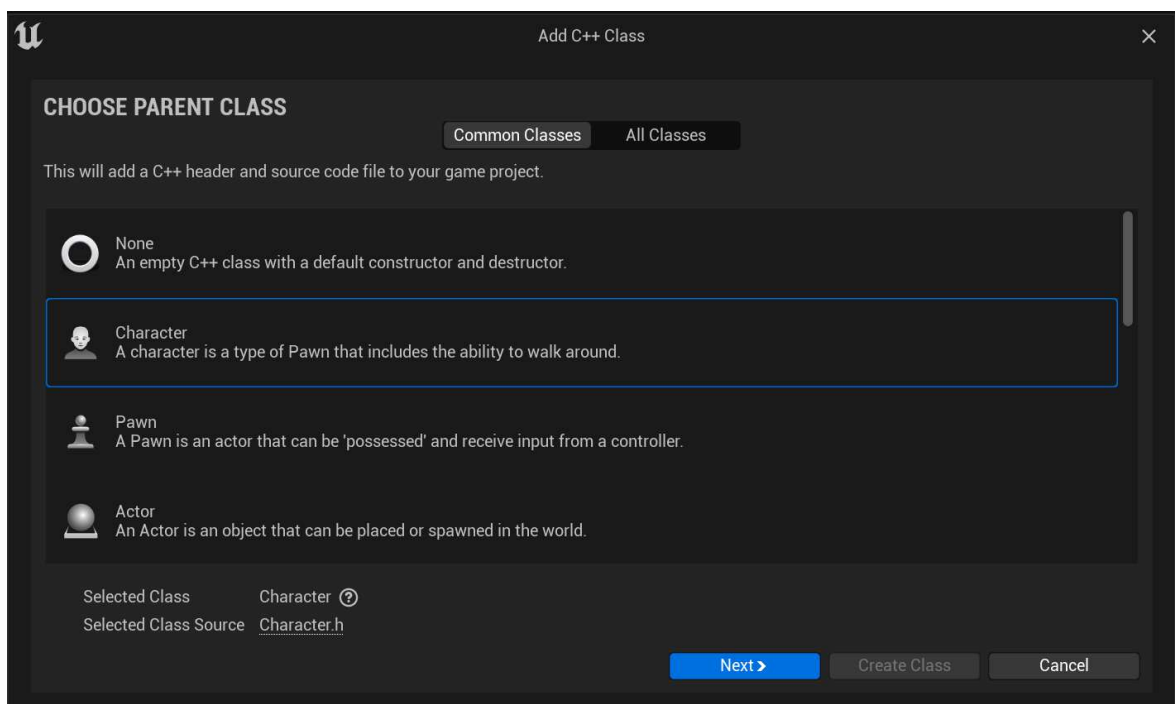 Add C++ Class
CHOOSE PARENT CLASS
Common Classes All Classes
This will add a C++ header and source code file to your game project.
None
An empty C++ class with a default constructor and destructor.
Character
A character is a type of Pawn that includes the ability to walk around.
Pawn
A Pawn is an actor that can be 'possessed' and receive input from a controller.
Actor
An Actor is an object that can be placed or spawned in the world.
Selected Class Character ?
Selected Class Source Character.h
Next > Create Class Cancel